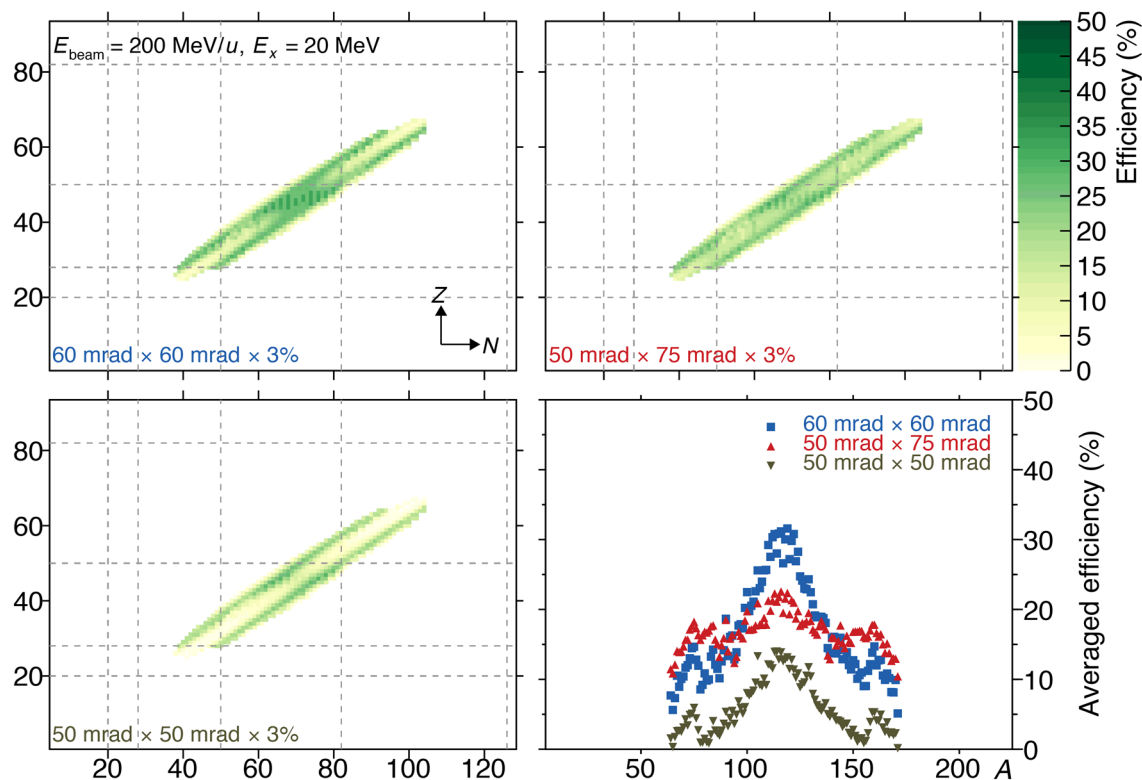 E_beam = 200 MeV/u, E_x = 20 MeV
80
60
40
20
Z
N
60 mrad × 60 mrad × 3%
50 mrad × 75 mrad × 3%
50
45
40
35
30
25
20
15
10
5
0
Efficiency (%)
80
60
40
20
50 mrad × 50 mrad × 3%
20 40 60 80 100 120
60 mrad × 60 mrad
50 mrad × 75 mrad
50 mrad × 50 mrad
50
40
30
20
10
0
Averaged efficiency (%)
50 100 150 200 A